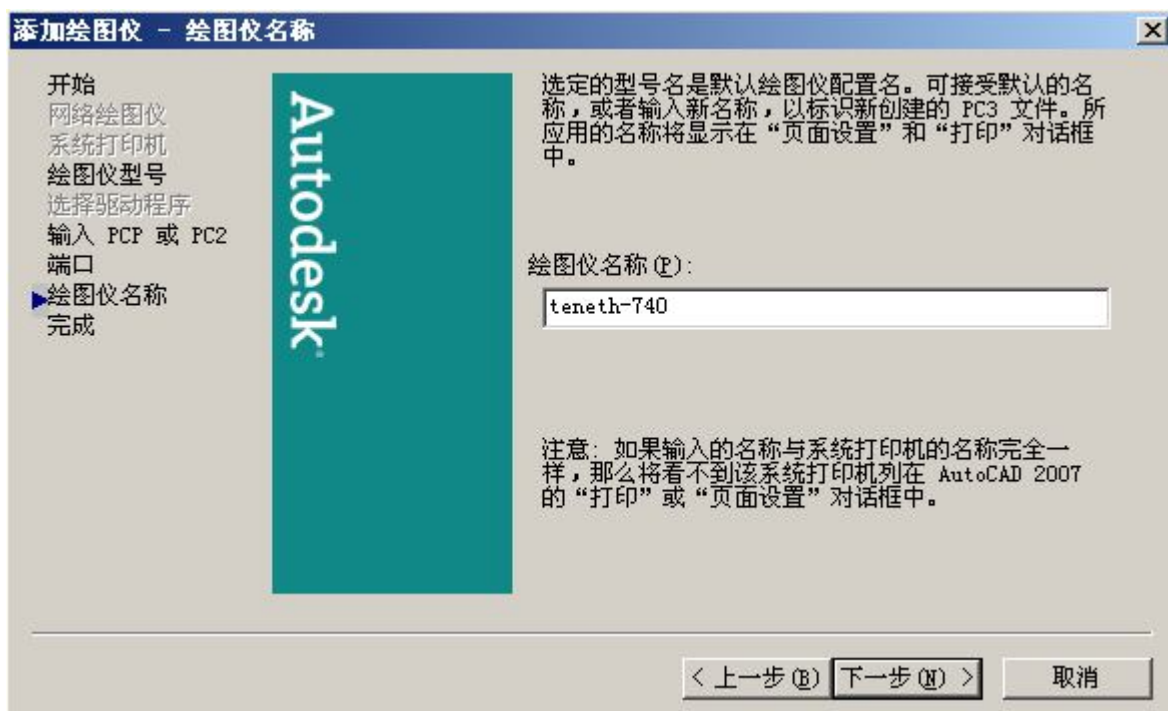 添加绘图仪 - 绘图仪名称
开始
网络绘图仪
系统打印机
绘图仪型号
选择驱动程序
输入 PCP 或 PC2
端口
绘图仪名称
完成
Autodesk
选定的型号名是默认绘图仪配置名。可接受默认的名
称，或者输入新名称，以标识新创建的 PC3 文件。所
应用的名称将显示在“页面设置”和“打印”对话框
中。
绘图仪名称(P):
teneth-740
注意: 如果输入的名称与系统打印机的名称完全一
样，那么将看不到该系统打印机列在 AutoCAD 2007
的“打印”或“页面设置”对话框中。
< 上一步(B)
下一步(N) >
取消